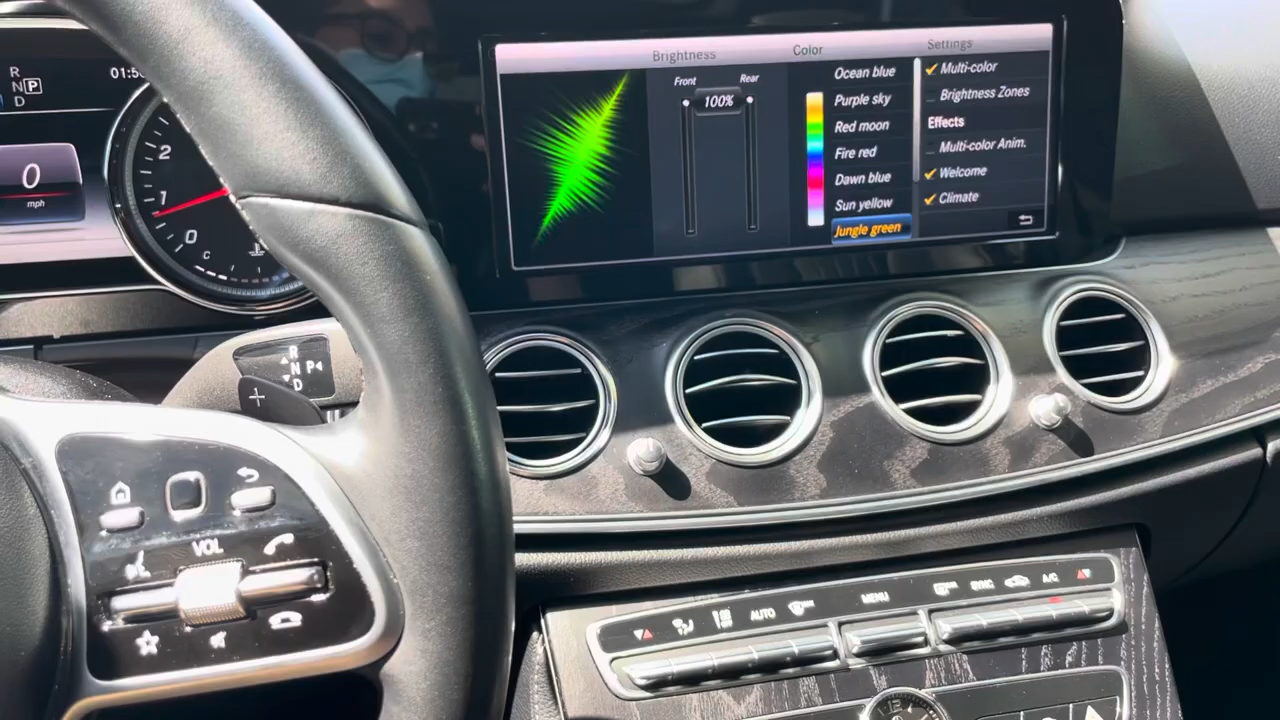 R
N P
D
01:5
2
1
0
C
0
mph
Brightness
Color
Settings
Front
Rear
100%
Ocean blue
Purple sky
Red moon
Fire red
Dawn blue
Sun yellow
Jungle green
Multi-color
Brightness Zones
Effects
Multi-color Anim.
Welcome
Climate
R
N P
D
+
VOL
AUTO
MENU
SYNC
A/C
12